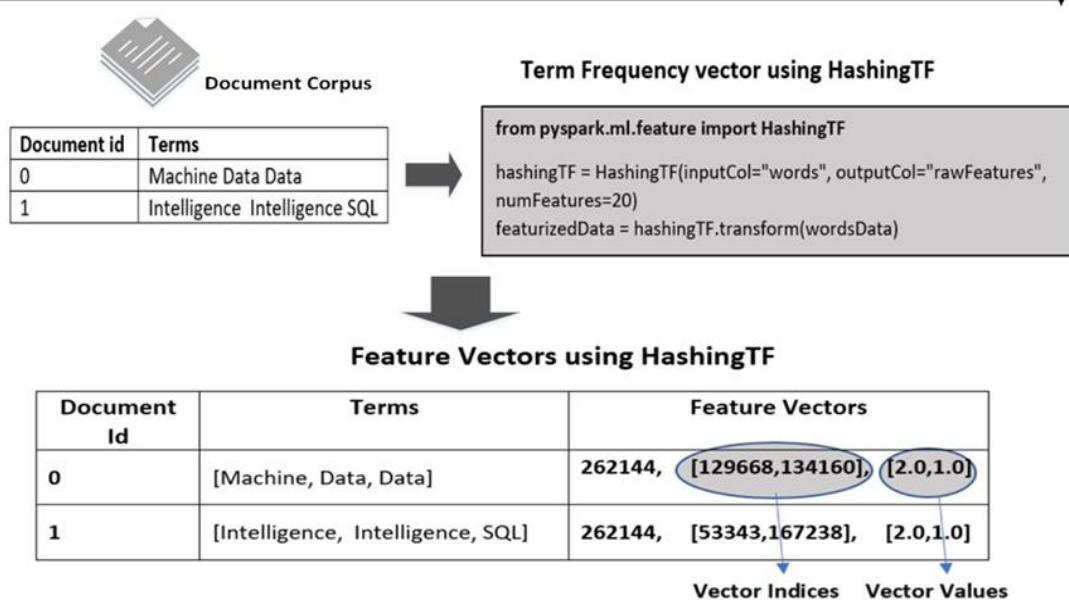 Document Corpus
Term Frequency vector using HashingTF
Document id Terms
0 Machine Data Data
1 Intelligence Intelligence SQL
from pyspark.ml.feature import HashingTF
hashingTF = HashingTF(inputCol="words", outputCol="rawFeatures",
numFeatures=20)
featurizedData = hashingTF.transform(wordsData)
Feature Vectors using HashingTF
Document Id Terms Feature Vectors
0 [Machine, Data, Data] 262144, [129668,134160], [2.0,1.0]
1 [Intelligence, Intelligence, SQL] 262144, [53343,167238], [2.0,1.0]
Vector Indices Vector Values